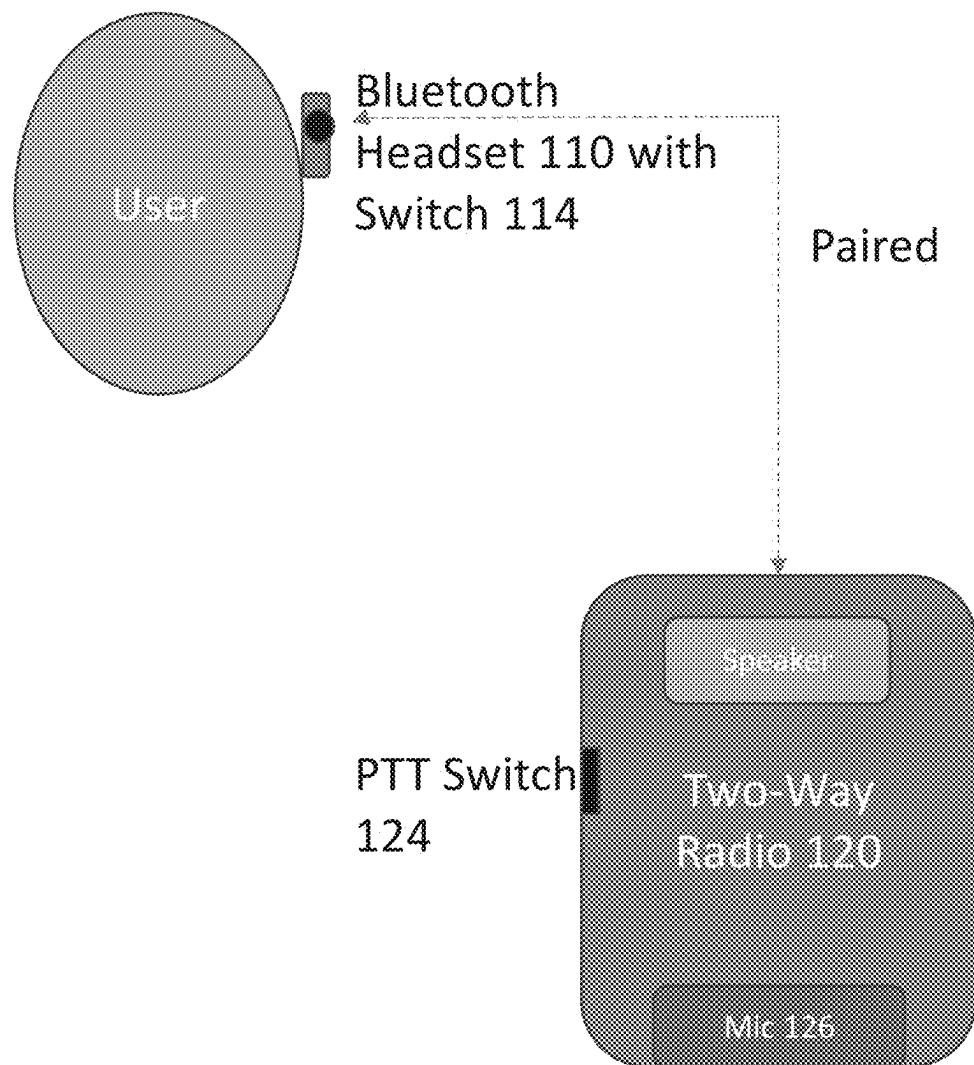 Bluetooth
Headset 110 with
Switch 114
User
Paired
Speaker
PTT Switch
124
Two-Way
Radio 120
Mic 126